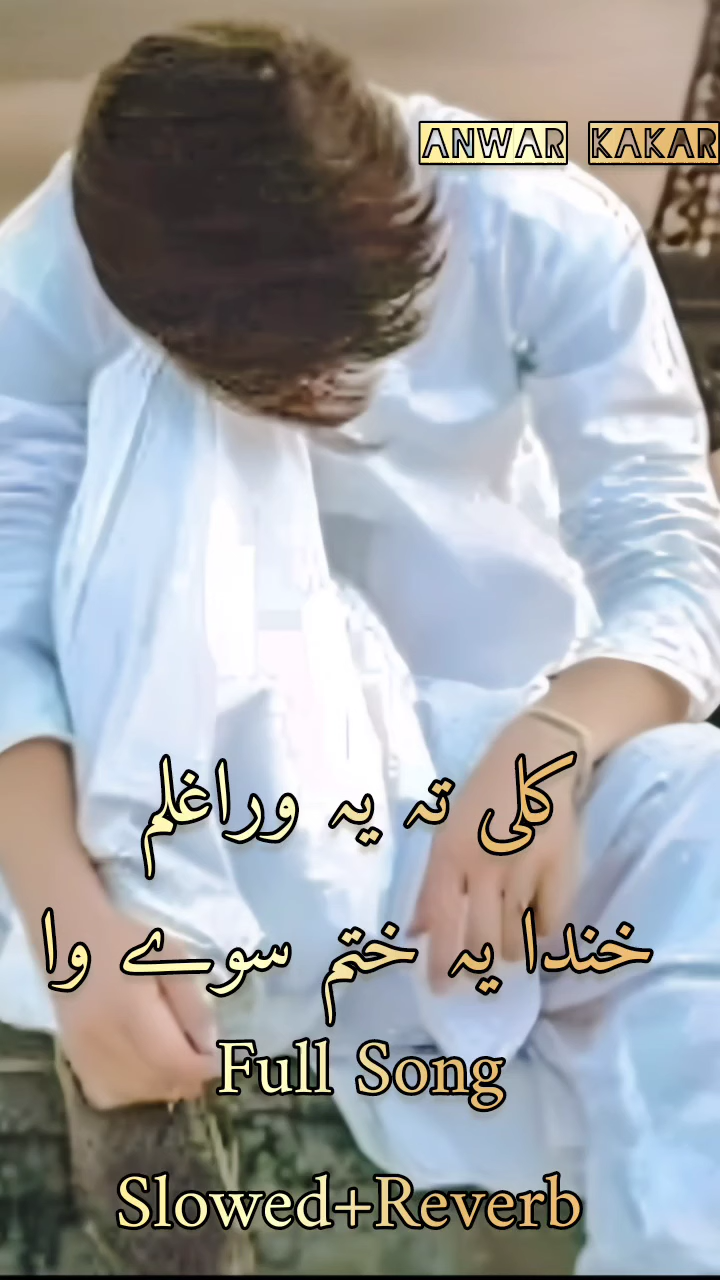 ANWAR KAKAR
کلی تہ یہ وراغلم
خندا یہ ختم سوے وا
Full Song
Slowed+Reverb